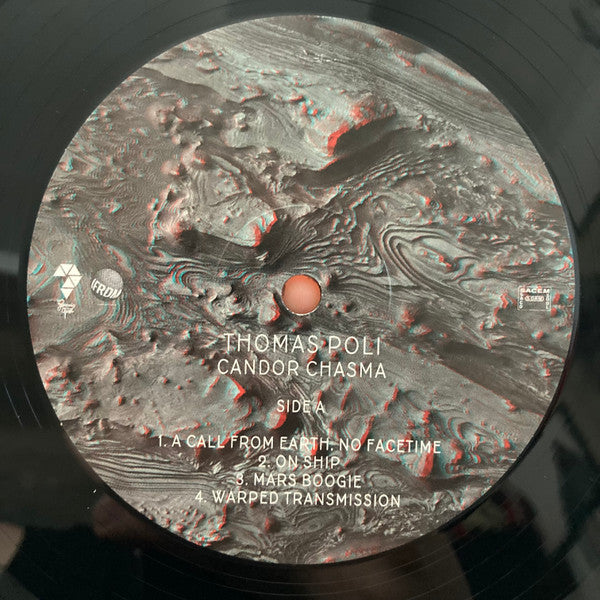 IFROM
THOMAS POLI
CANDOR CHASMA
SIDE A
1. A CALL FROM EARTH, NO FACETIME
2. ON SHIP
3. MARS BOOGIE
4. WARPED TRANSMISSION
SACEM